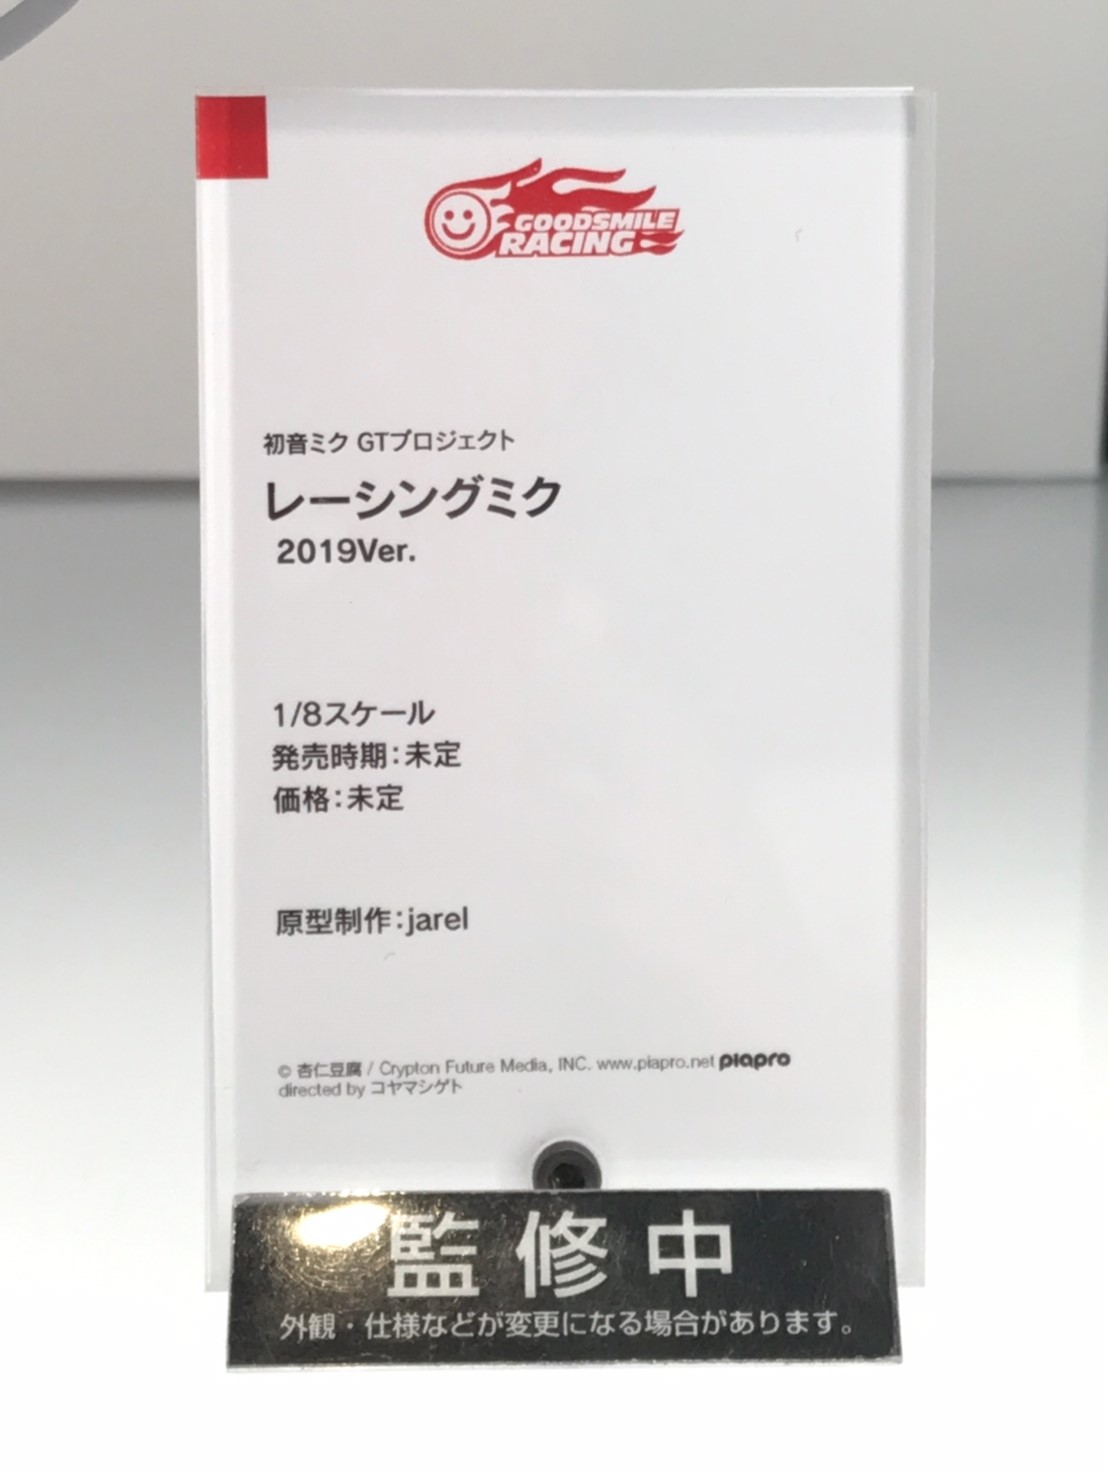 GOODSMILE
RACING
初音ミク GTプロジェクト
レーシングミク
2019Ver.
1/8スケール
発売時期：未定
価格：未定
原型制作：jarel
© 杏仁豆腐 / Crypton Future Media, INC. www.piapro.net piapro
directed by コヤマシゲト
監修中
外観・仕様などが変更になる場合があります。